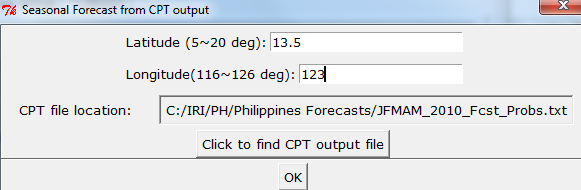 Seasonal Forecast from CPT output
Latitude (5~20 deg): 13.5
Longitude(116~126 deg): 123
CPT file location: C:/IRI/PH/Philippines Forecasts/JFMAM_2010_Fcst_Probs.txt
Click to find CPT output file
OK